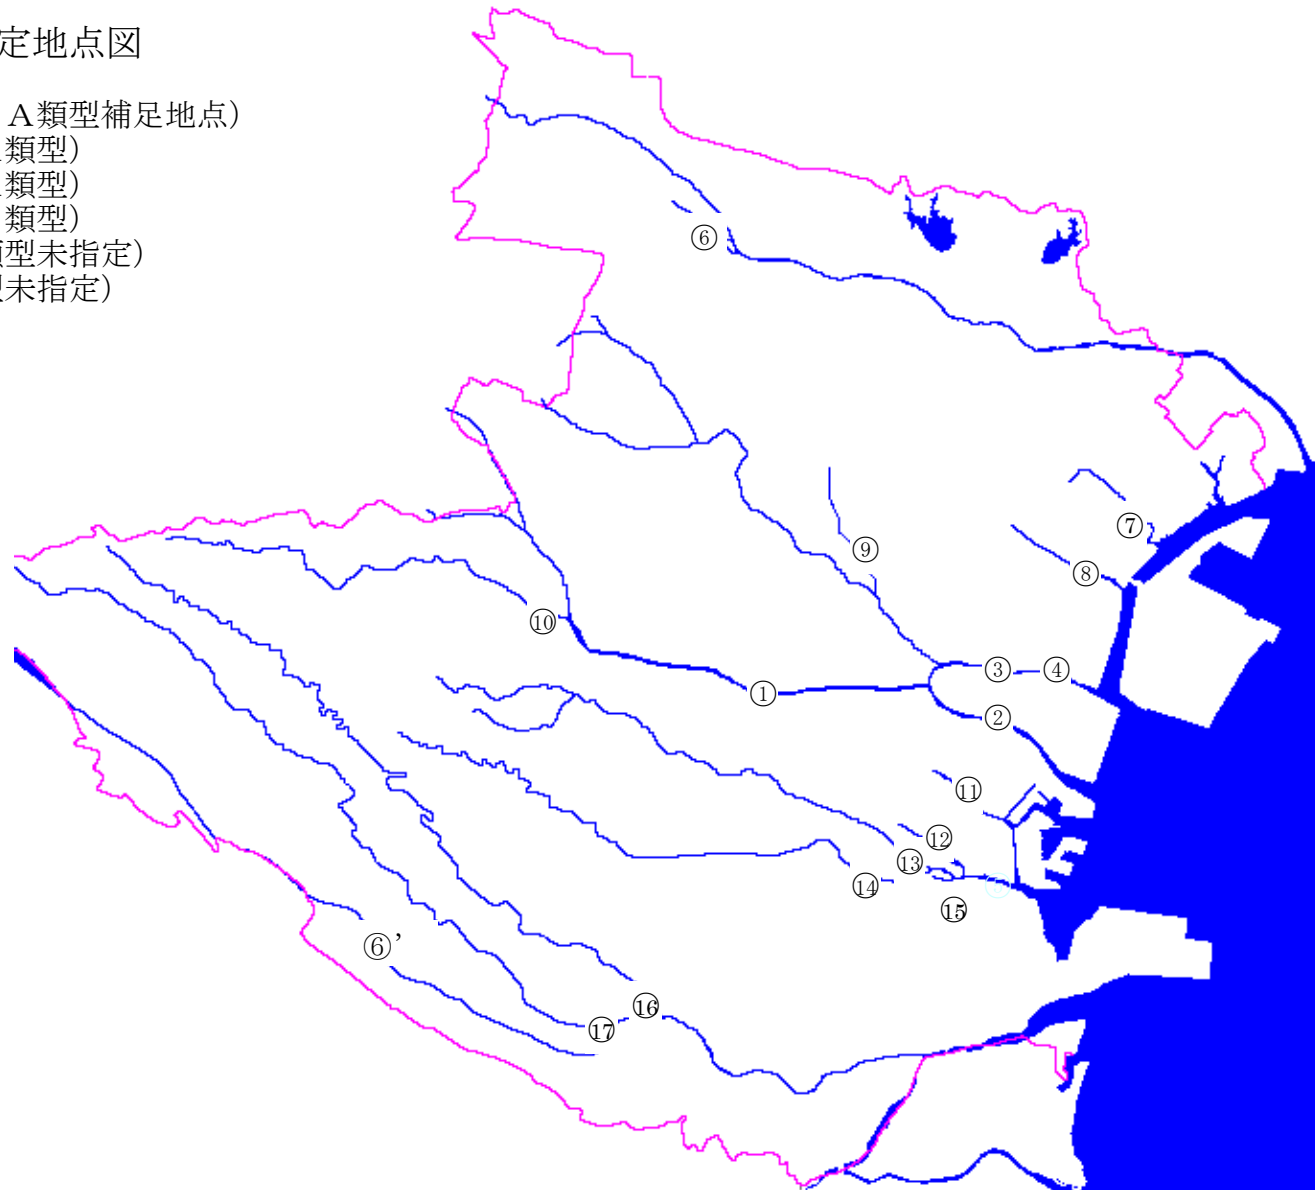 定地点図
A類型補足地点)
類型)
類型)
類型)
型未指定)
型未指定)
⑥
⑦
⑨
⑧
⑩
③
④
①
②
⑪
⑫
⑬
⑭
⑮
⑥’
⑯
⑰